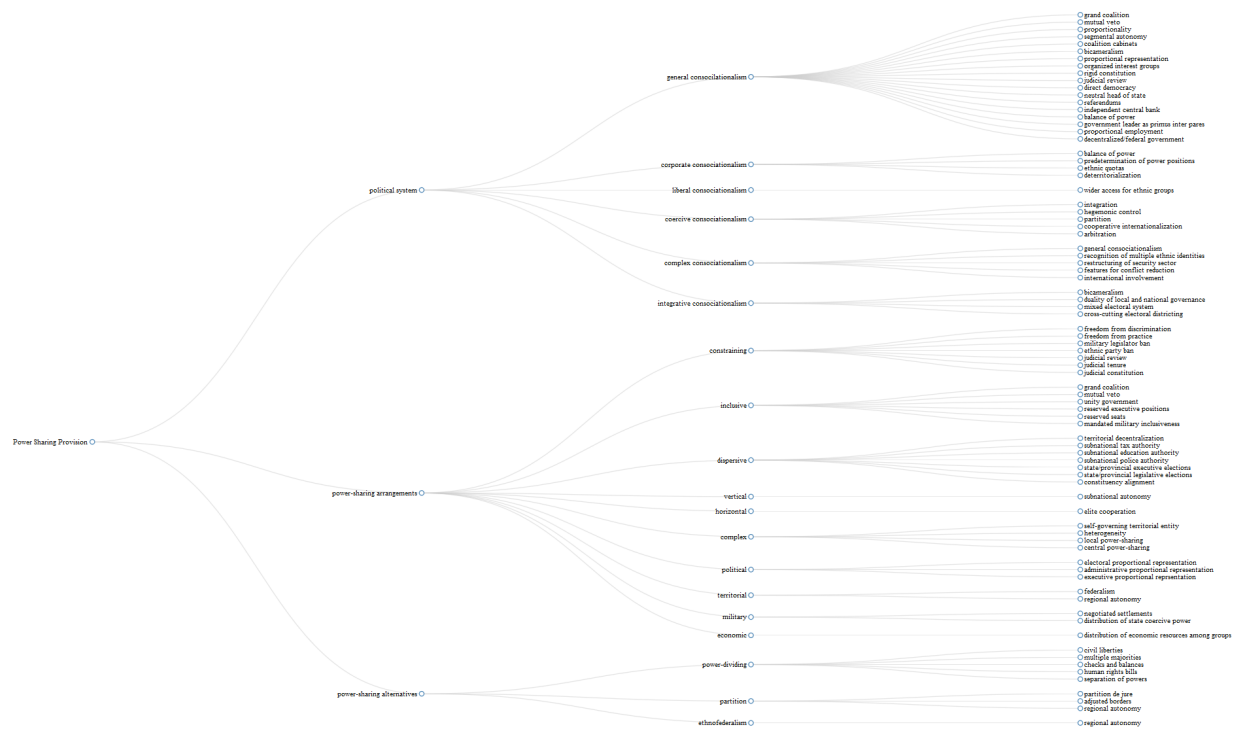 grand coalition
mutual veto
proportionality
segmental autonomy
coalition cabinets
bicameralism
proportional representation
organized interest groups
rigid constitution
general consociationalism
judicial review
direct democracy
neutral head of state
referendums
independent central bank
balance of power
government leader as primus inter pares
proportional employment
decentralized/federal government
balance of power
predetermination of power positions
corporate consociationalism
ethnic quotas
deterritorialization
political system
liberal consociationalism
wider access for ethnic groups
integration
hegemonic control
coercive consociationalism
partition
cooperative internationalization
arbitration
general consociationalism
recognition of multiple ethnic identities
complex consociationalism
restructuring of security sector
features for conflict reduction
international involvement
bicameralism
duality of local and national governance
integrative consociationalism
mixed electoral system
cross-cutting electoral districting
freedom from discrimination
freedom from practice
military legislator ban
constraining
ethnic party ban
judicial review
judicial tenure
judicial constitution
grand coalition
mutual veto
unity government
inclusive
reserved executive positions
reserved seats
mandated military inclusiveness
Power Sharing Provision
territorial decentralization
subnational tax authority
subnational education authority
dispersive
subnational police authority
state/provincial executive elections
state/provincial legislative elections
constituency alignment
power-sharing arrangements
vertical
subnational autonomy
horizontal
elite cooperation
self-governing territorial entity
heterogeneity
complex
local power-sharing
central power-sharing
electoral proportional representation
political
administrative proportional representation
executive proportional reprsentation
federalism
territorial
regional autonomy
negotiated settlements
military
distribution of state coercive power
economic
distribution of economic resources among groups
civil liberties
multiple majorities
power-dividing
checks and balances
human rights bills
separation of powers
power-sharing alternatives
partition de jure
partition
adjusted borders
regional autonomy
ethnofederalism
regional autonomy